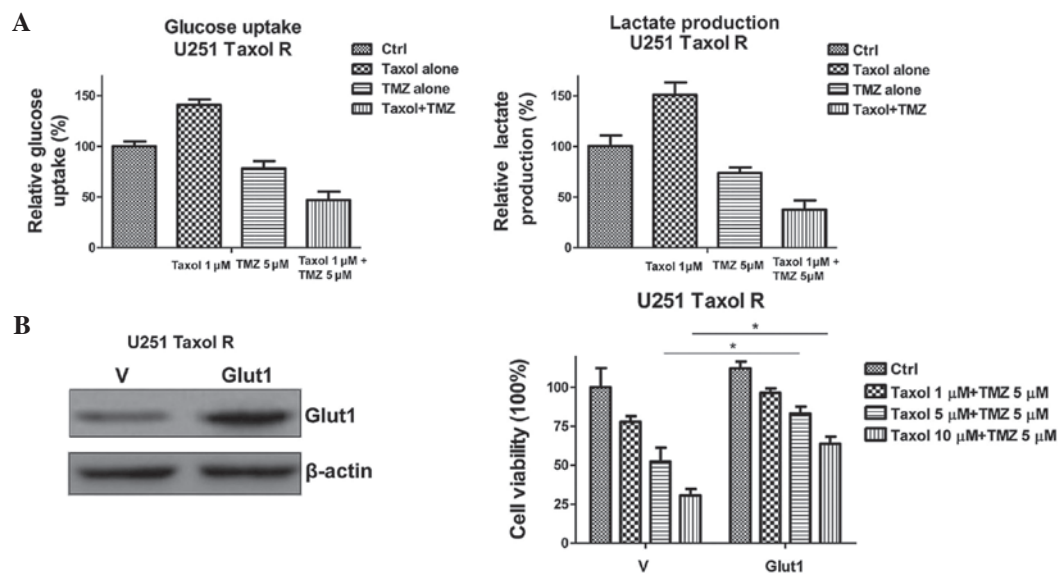 A
Glucose uptake
U251 Taxol R
Ctrl
Taxol alone
TMZ alone
Taxol+TMZ
Relative glucose
uptake (%)
150
100
50
0
Taxol 1 μM
TMZ 5 μM
Taxol 1 μM +
TMZ 5 μM
Lactate production
U251 Taxol R
Ctrl
Taxol alone
TMZ alone
Taxol+TMZ
Relative lactate
production (%)
150
100
50
0
Taxol 1μM
TMZ 5μM
Taxol 1μM +
TMZ 5μM
B
U251 Taxol R
V
Glut1
Glut1
β-actin
U251 Taxol R
*
*
Ctrl
Taxol 1 μM+TMZ 5 μM
Taxol 5 μM+TMZ 5 μM
Taxol 10 μM+TMZ 5 μM
Cell viability (100%)
100
75
50
25
0
V
Glut1